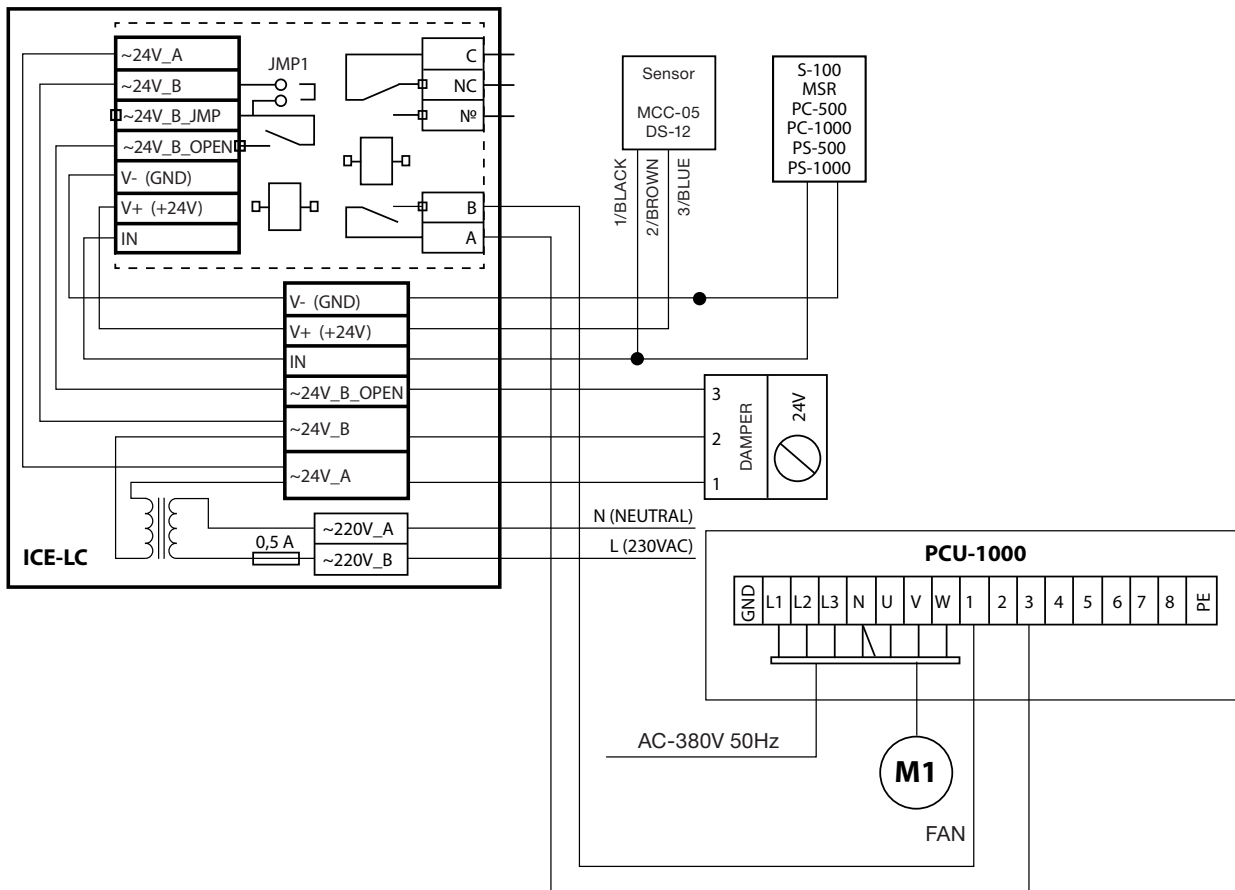 ~24V_A
~24V_B
~24V_B_JMP
~24V_B_OPEN
V- (GND)
V+ (+24V)
IN
JMP1
C
NC
№
B
A
Sensor
MCC-05
DS-12
1/BLACK
2/BROWN
3/BLUE
S-100
MSR
PC-500
PC-1000
PS-500
PS-1000
V- (GND)
V+ (+24V)
IN
~24V_B_OPEN
~24V_B
~24V_A
3
2
1
DAMPER
24V
ICE-LC
0,5 A
~220V_A
~220V_B
N (NEUTRAL)
L (230VAC)
PCU-1000
GND L1 L2 L3 N U V W 1 2 3 4 5 6 7 8 PE
AC-380V 50Hz
M1
FAN